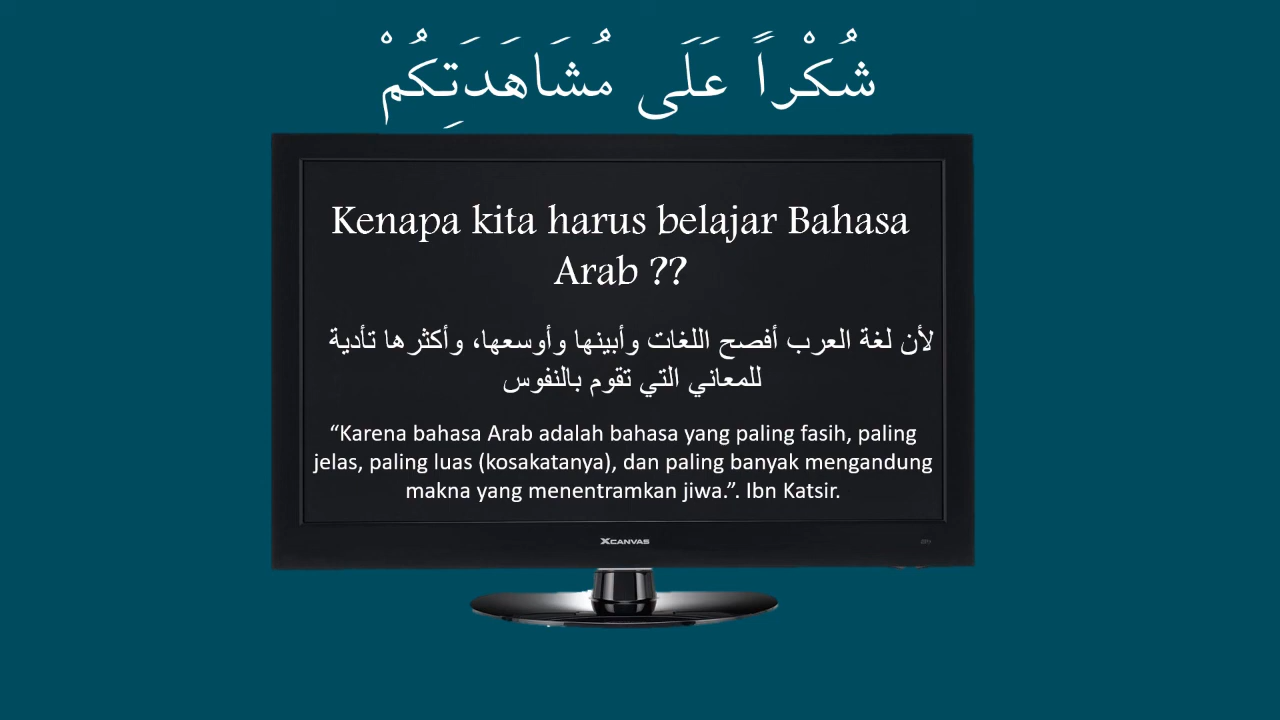 شُكْراً عَلَى مُشَاهَدَتِكُمْ
Kenapa kita harus belajar Bahasa
Arab ??
لأن لغة العرب أفصح اللغات وأبينها وأوسعها، وأكثرها تأدية
للمعاني التي تقوم بالنفوس
“Karena bahasa Arab adalah bahasa yang paling fasih, paling
jelas, paling luas (kosakatanya), dan paling banyak mengandung
makna yang menentramkan jiwa.”. Ibn Katsir.
XCANVAS